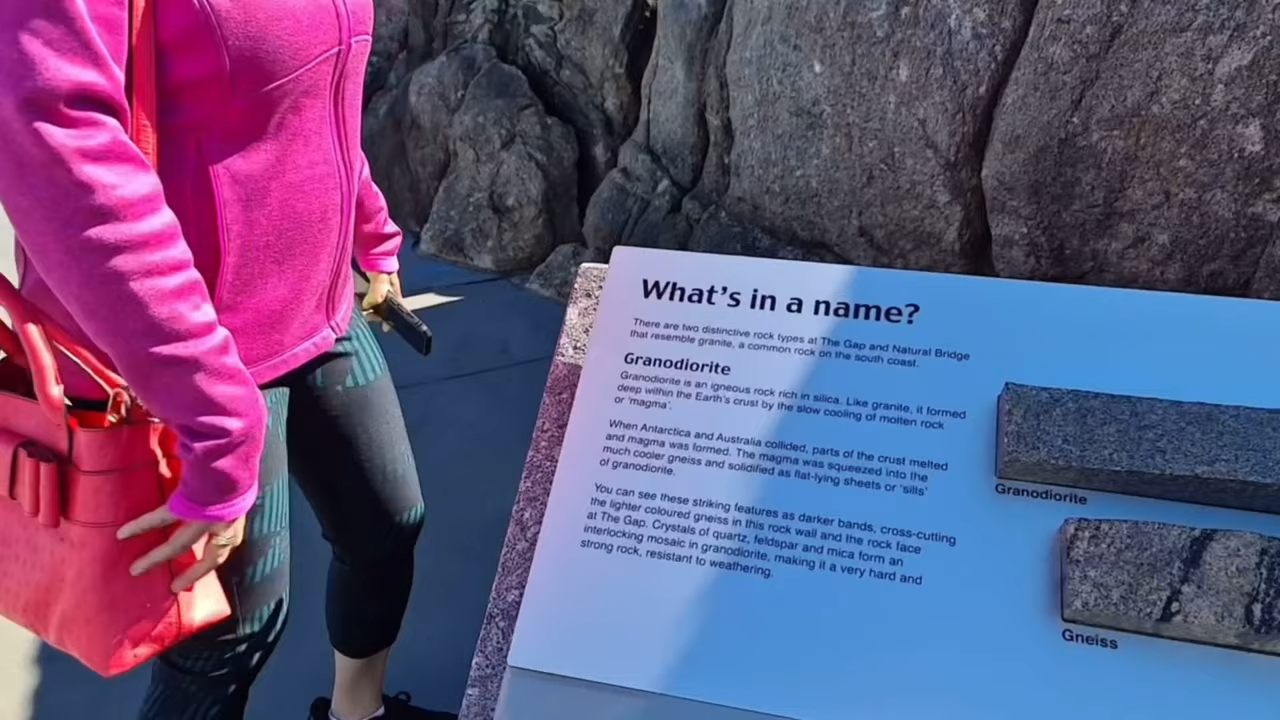 What's in a name?
There are two distinctive rock types at The Gap and Natural Bridge
that resemble granite, a common rock on the south coast.
Granodiorite
Granodiorite is an igneous rock rich in silica. Like granite, it formed
deep within the Earth's crust by the slow cooling of molten rock
or 'magma'.
When Antarctica and Australia collided, parts of the crust melted
and magma was formed. The magma was squeezed into the
much cooler gneiss and solidified as flat-lying sheets or 'sills'
of granodiorite.
You can see these striking features as darker bands, cross-cutting
the lighter coloured gneiss in this rock wall and the rock face
at The Gap. Crystals of quartz, feldspar and mica form an
interlocking mosaic in granodiorite, making it a very hard and
strong rock, resistant to weathering.
Granodiorite
Gneiss